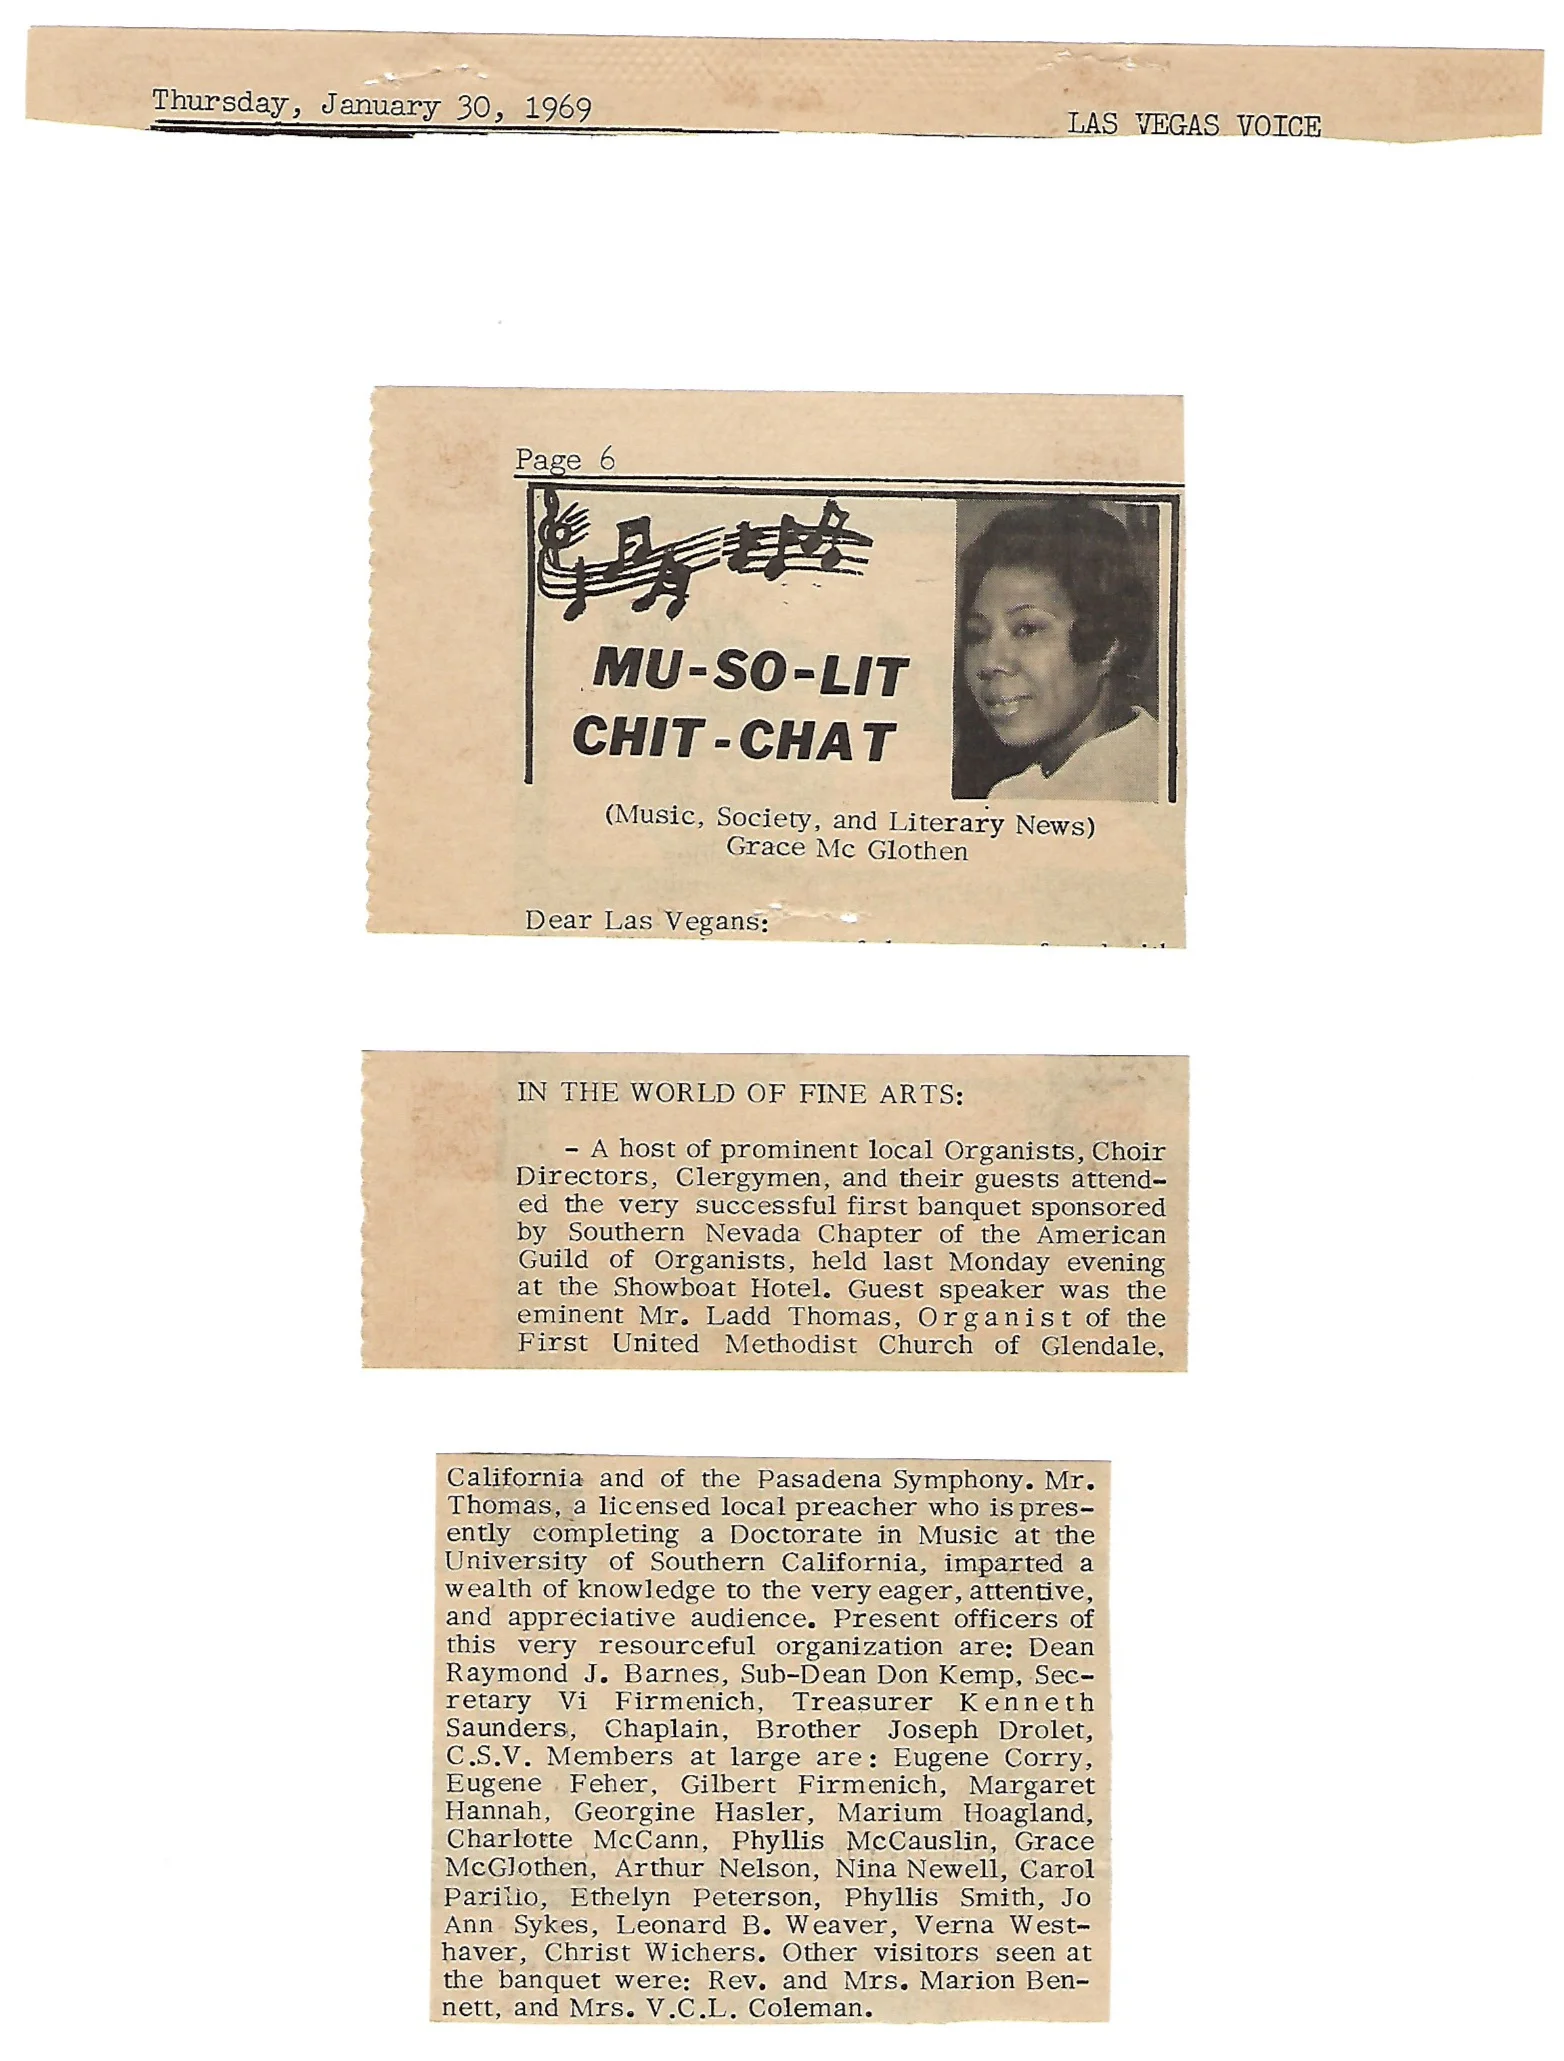 Thursday, January 30, 1969
LAS VEGAS VOICE
Page 6
MU-SO-LIT
CHIT-CHAT
(Music, Society, and Literary News)
Grace Mc Glothen
Dear Las Vegans:
IN THE WORLD OF FINE ARTS:
- A host of prominent local Organists, Choir
Directors, Clergymen, and their guests attend-
ed the very successful first banquet sponsored
by Southern Nevada Chapter of the American
Guild of Organists, held last Monday evening
at the Showboat Hotel. Guest speaker was the
eminent Mr. Ladd Thomas, Organist of the
First United Methodist Church of Glendale,
California and of the Pasadena Symphony. Mr.
Thomas, a licensed local preacher who is pres-
ently completing a Doctorate in Music at the
University of Southern California, imparted a
wealth of knowledge to the very eager, attentive,
and appreciative audience. Present officers of
this very resourceful organization are: Dean
Raymond J. Barnes, Sub-Dean Don Kemp, Sec-
retary Vi Firmenich, Treasurer Kenneth
Saunders, Chaplain, Brother Joseph Drolet,
C.S.V. Members at large are: Eugene Corry,
Eugene Feher, Gilbert Firmenich, Margaret
Hannah, Georgine Hasler, Marium Hoagland,
Charlotte McCann, Phyllis McCauslin, Grace
McGlothen, Arthur Nelson, Nina Newell, Carol
Ethelyn Peterson, Phyllis Smith, Jo
Ann Sykes, Leonard B. Weaver, Verna West-
haver, Christ Wichers. Other visitors seen at
the banquet were: Rev. and Mrs. Marion Ben-
nett, and Mrs. V.C.L. Coleman.